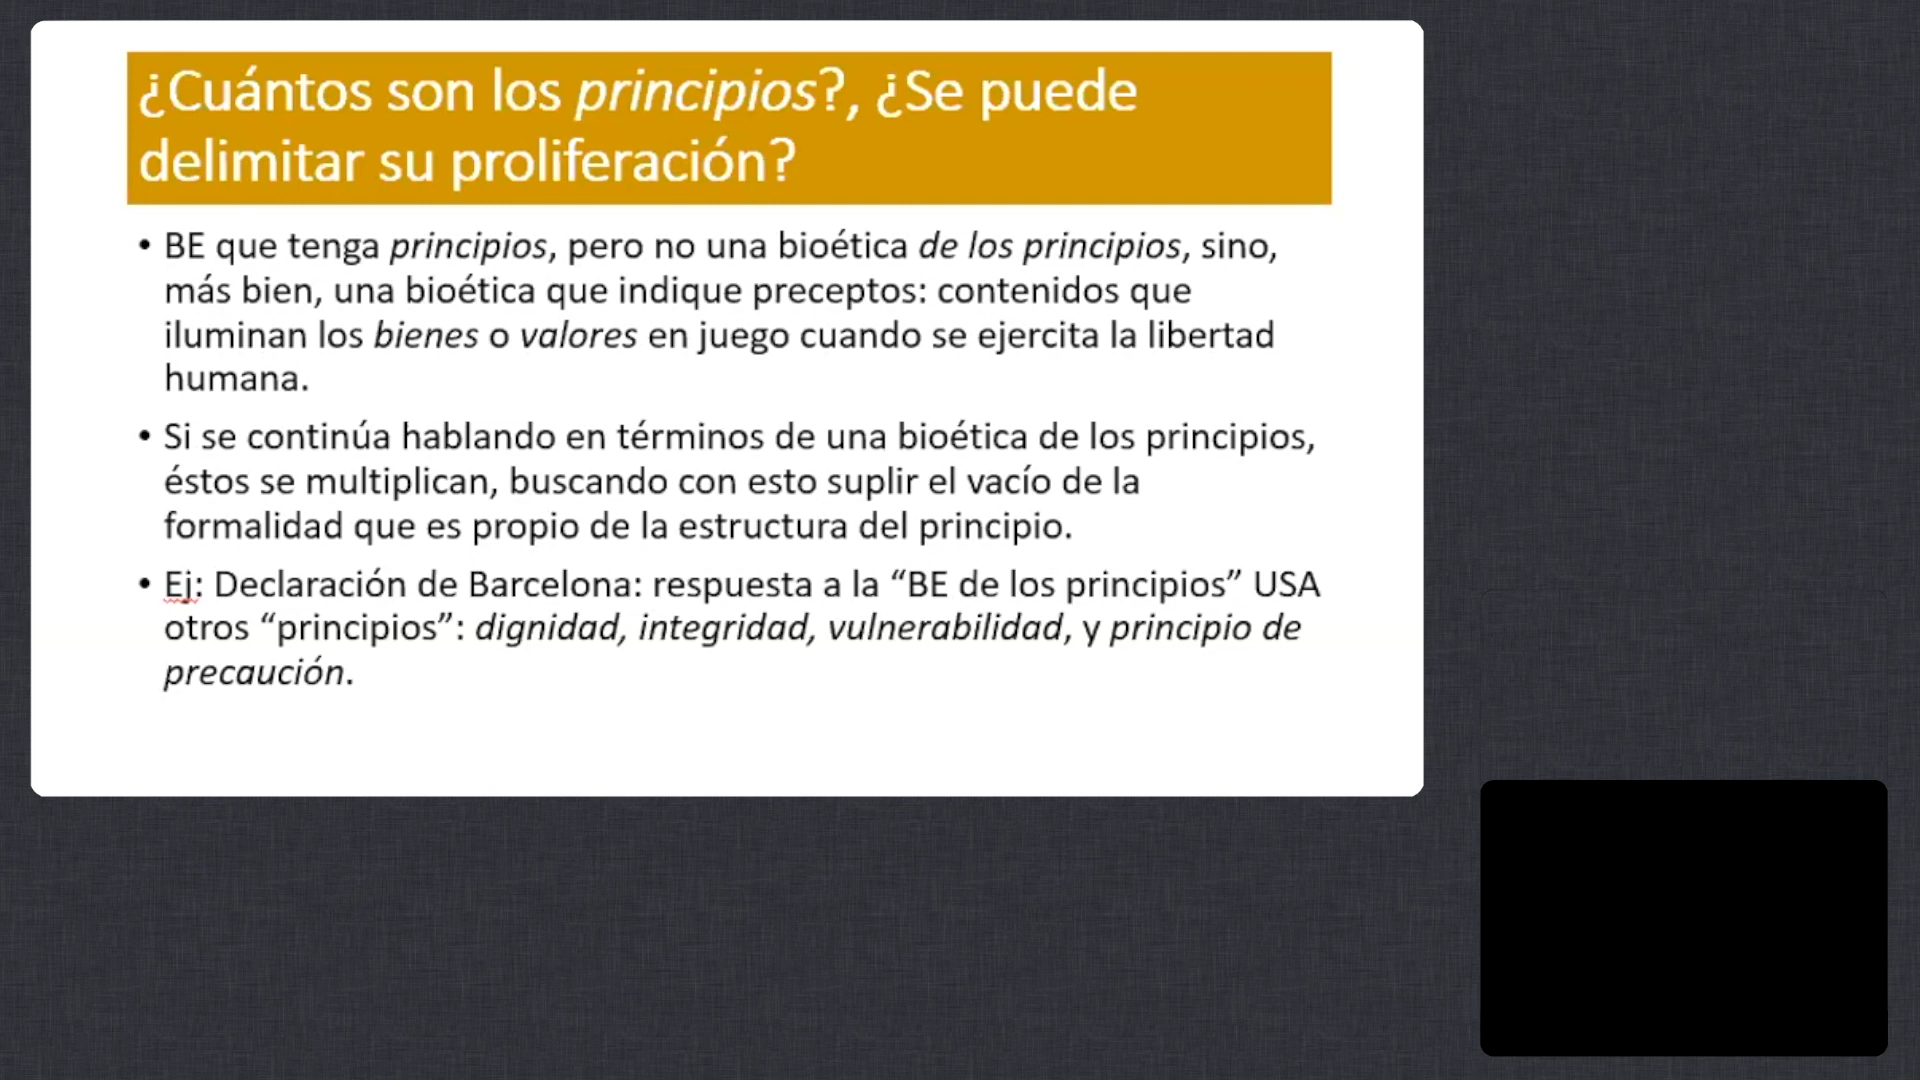 ¿Cuántos son los principios?, ¿Se puede
delimitar su proliferación?
• BE que tenga principios, pero no una bioética de los principios, sino,
más bien, una bioética que indique preceptos: contenidos que
iluminan los bienes o valores en juego cuando se ejercita la libertad
humana.
• Si se continúa hablando en términos de una bioética de los principios,
éstos se multiplican, buscando con esto suplir el vacío de la
formalidad que es propio de la estructura del principio.
• Ej: Declaración de Barcelona: respuesta a la “BE de los principios” USA
otros “principios”: dignidad, integridad, vulnerabilidad, y principio de
precaución.